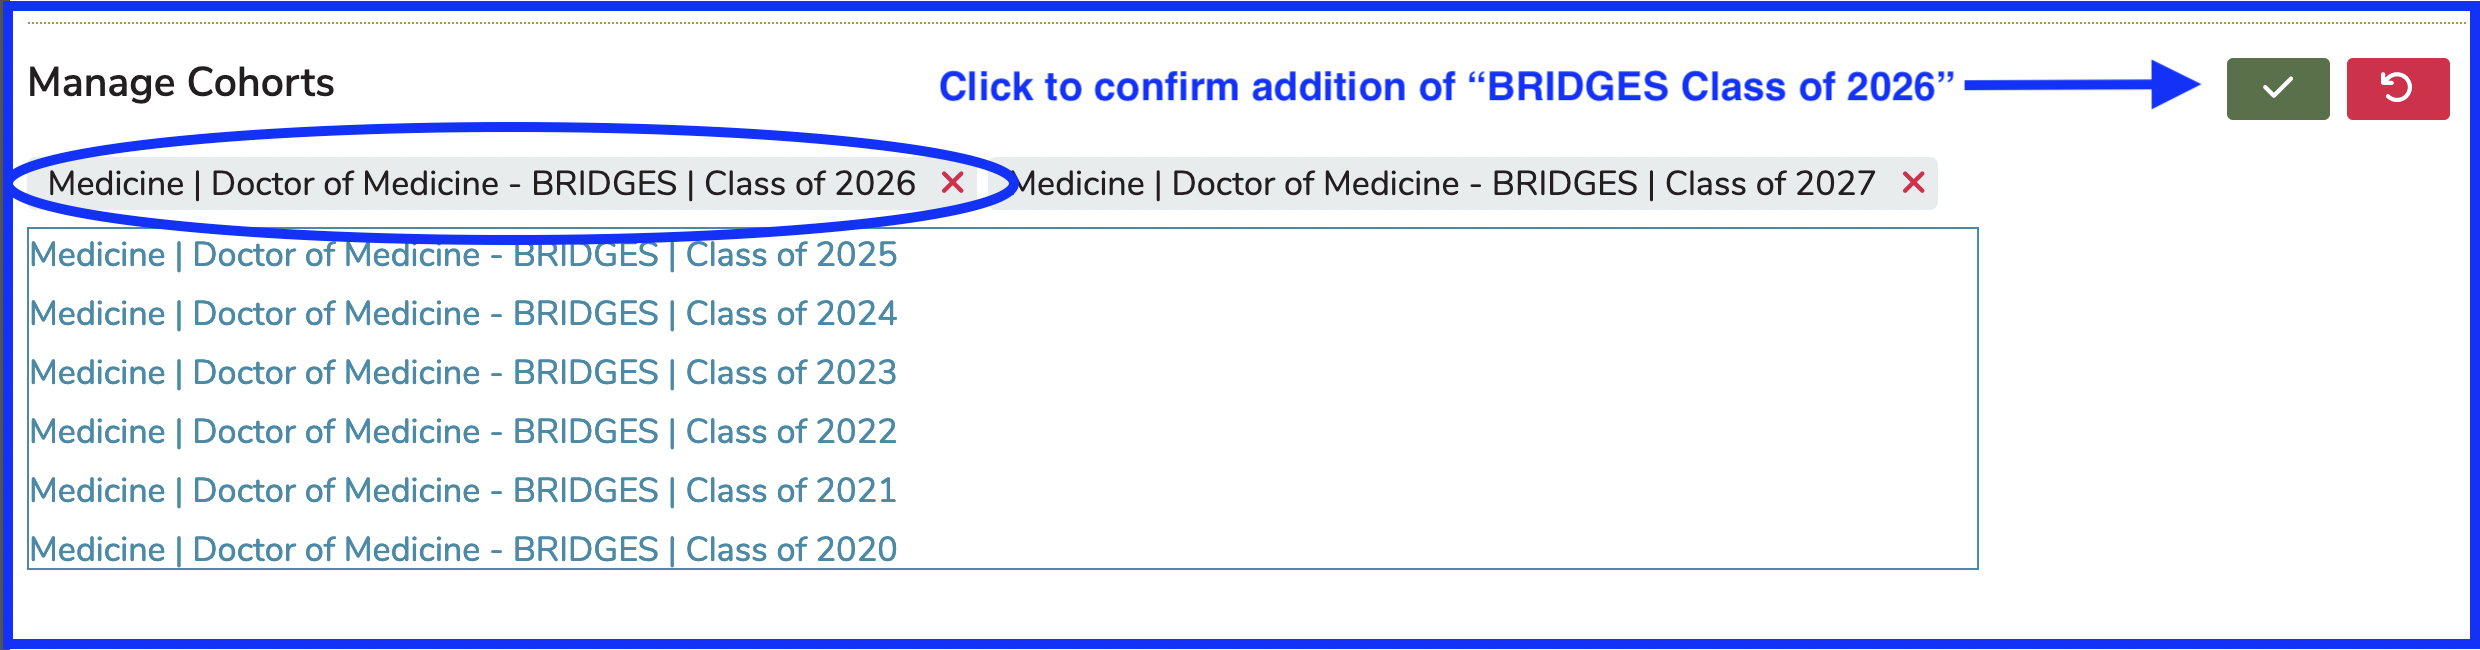 Manage Cohorts
Click to confirm addition of “BRIDGES Class of 2026”
Medicine | Doctor of Medicine - BRIDGES | Class of 2026
Medicine | Doctor of Medicine - BRIDGES | Class of 2027
Medicine | Doctor of Medicine - BRIDGES | Class of 2025
Medicine | Doctor of Medicine - BRIDGES | Class of 2024
Medicine | Doctor of Medicine - BRIDGES | Class of 2023
Medicine | Doctor of Medicine - BRIDGES | Class of 2022
Medicine | Doctor of Medicine - BRIDGES | Class of 2021
Medicine | Doctor of Medicine - BRIDGES | Class of 2020